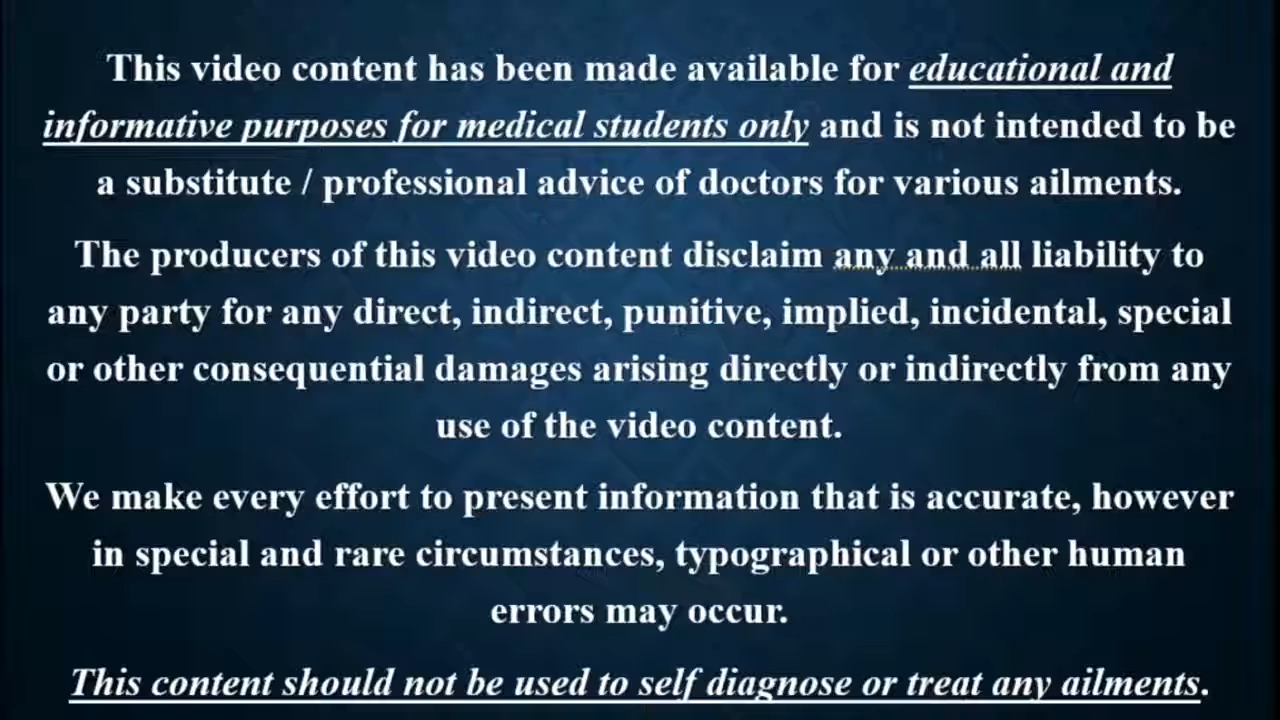 This video content has been made available for educational and
informative purposes for medical students only and is not intended to be
a substitute / professional advice of doctors for various ailments.
The producers of this video content disclaim any and all liability to
any party for any direct, indirect, punitive, implied, incidental, special
or other consequential damages arising directly or indirectly from any
use of the video content.
We make every effort to present information that is accurate, however
in special and rare circumstances, typographical or other human
errors may occur.
This content should not be used to self diagnose or treat any ailments.